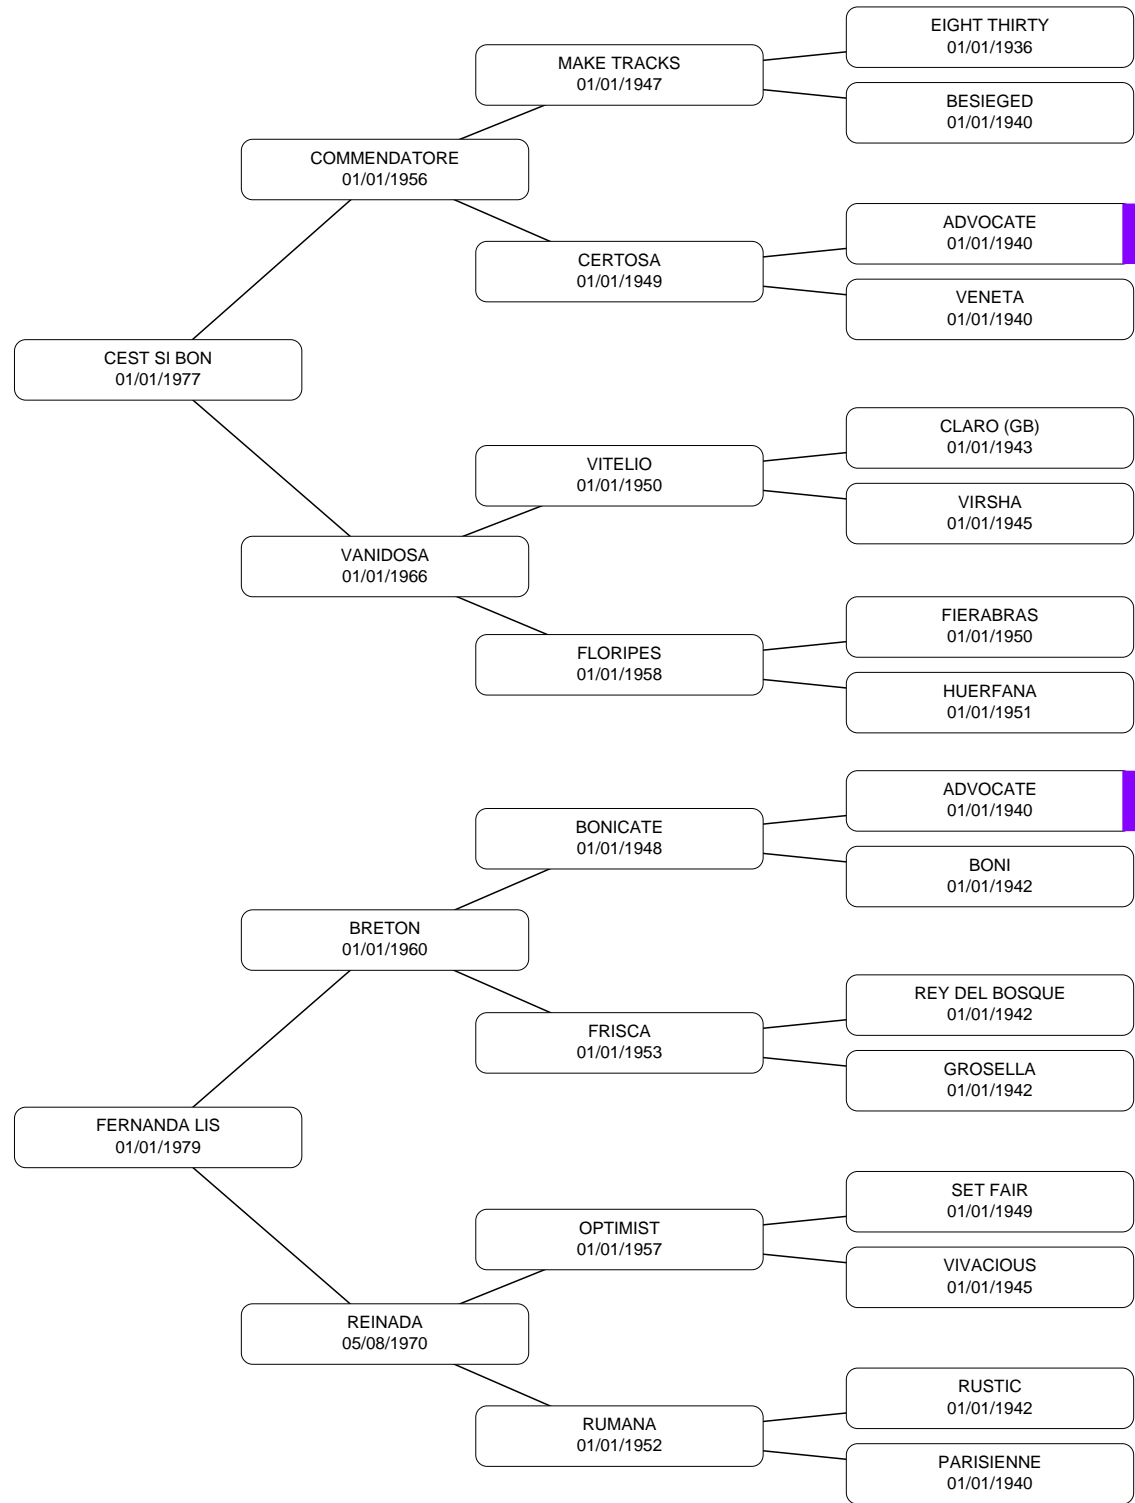 EIGHT THIRTY
01/01/1936
MAKE TRACKS
01/01/1947
BESIEGED
01/01/1940
COMMENDATORE
01/01/1956
ADVOCATE
01/01/1940
CERTOSA
01/01/1949
VENETA
01/01/1940
CEST SI BON
01/01/1977
CLARO (GB)
01/01/1943
VITELIO
01/01/1950
VIRSHA
01/01/1945
VANIDOSA
01/01/1966
FIERABRAS
01/01/1950
FLORIPES
01/01/1958
HUERFANA
01/01/1951
ADVOCATE
01/01/1940
BONICATE
01/01/1948
BONI
01/01/1942
BRETON
01/01/1960
REY DEL BOSQUE
01/01/1942
FRISCA
01/01/1953
GROSELLA
01/01/1942
FERNANDA LIS
01/01/1979
SET FAIR
01/01/1949
OPTIMIST
01/01/1957
VIVACIOUS
01/01/1945
REINADA
05/08/1970
RUSTIC
01/01/1942
RUMANA
01/01/1952
PARISIENNE
01/01/1940